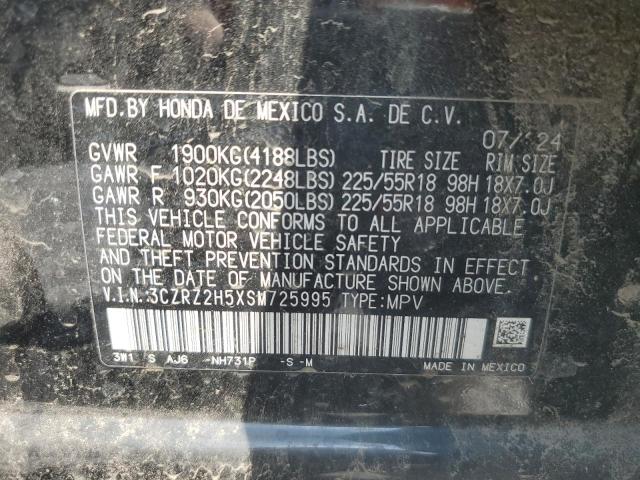 MFD.BY HONDA DE MEXICO S.A. DE C.V.
07/'24
GVWR 1900KG(4188LBS) TIRE SIZE RIM SIZE
GAWR F 1020KG(2248LBS) 225/55R18 98H 18X7.0J
GAWR R 930KG(2050LBS) 225/55R18 98H 18X7.0J
THIS VEHICLE CONFORMS TO ALL APPLICABLE
FEDERAL MOTOR VEHICLE SAFETY
AND THEFT PREVENTION STANDARDS IN EFFECT
ON THE DATE OF MANUFACTURE SHOWN ABOVE.
V.I.N.:3CZRZ2H5XSM725995 TYPE:MPV
3W1 S AJ6 -NH731P -S -M
MADE IN MEXICO